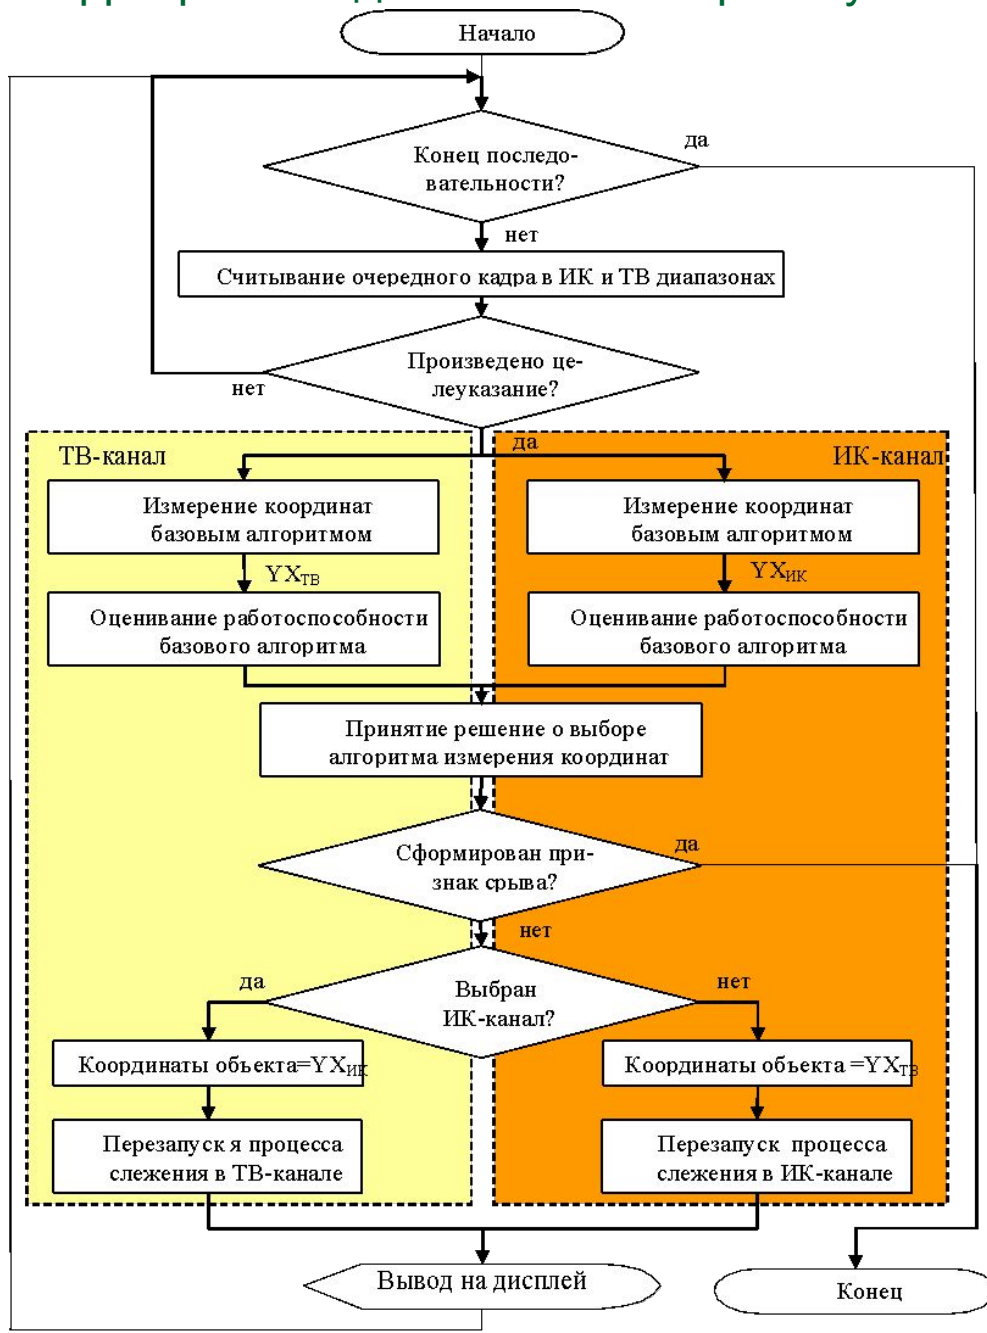 Начало
да
Конец последо-
вательности?
нет
Считывание очередного кадра в ИК и ТВ диапазонах
Произведено це-
леуказание?
нет
да
ТВ-канал
ИК-канал
Измерение координат
базовым алгоритмом
Измерение координат
базовым алгоритмом
YXТВ
YXИК
Оценивание работоспособности
базового алгоритма
Оценивание работоспособности
базового алгоритма
Принятие решение о выборе
алгоритма измерения координат
да
Сформирован при-
знак срыва?
нет
да
Выбран
ИК-канал?
нет
Координаты объекта=YXИК
Координаты объекта =YXТВ
Перезапуск я процесса
слежения в ТВ-канале
Перезапуск процесса
слежения в ИК-канале
Вывод на дисплей
Конец